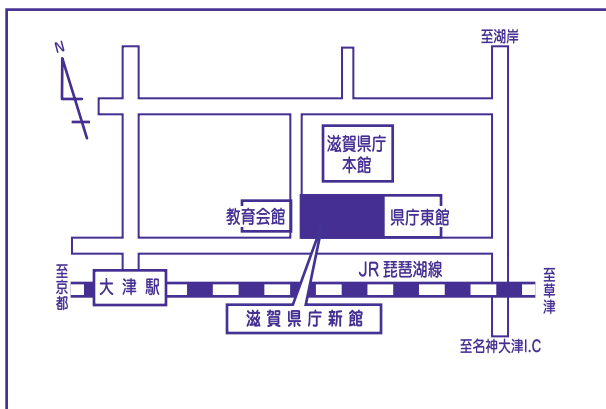 N
至湖岸
滋賀県庁
本館
教育会館
県庁東館
JR琵琶湖線
至京都
大津駅
至草津
滋賀県庁新館
至名神大津I.C